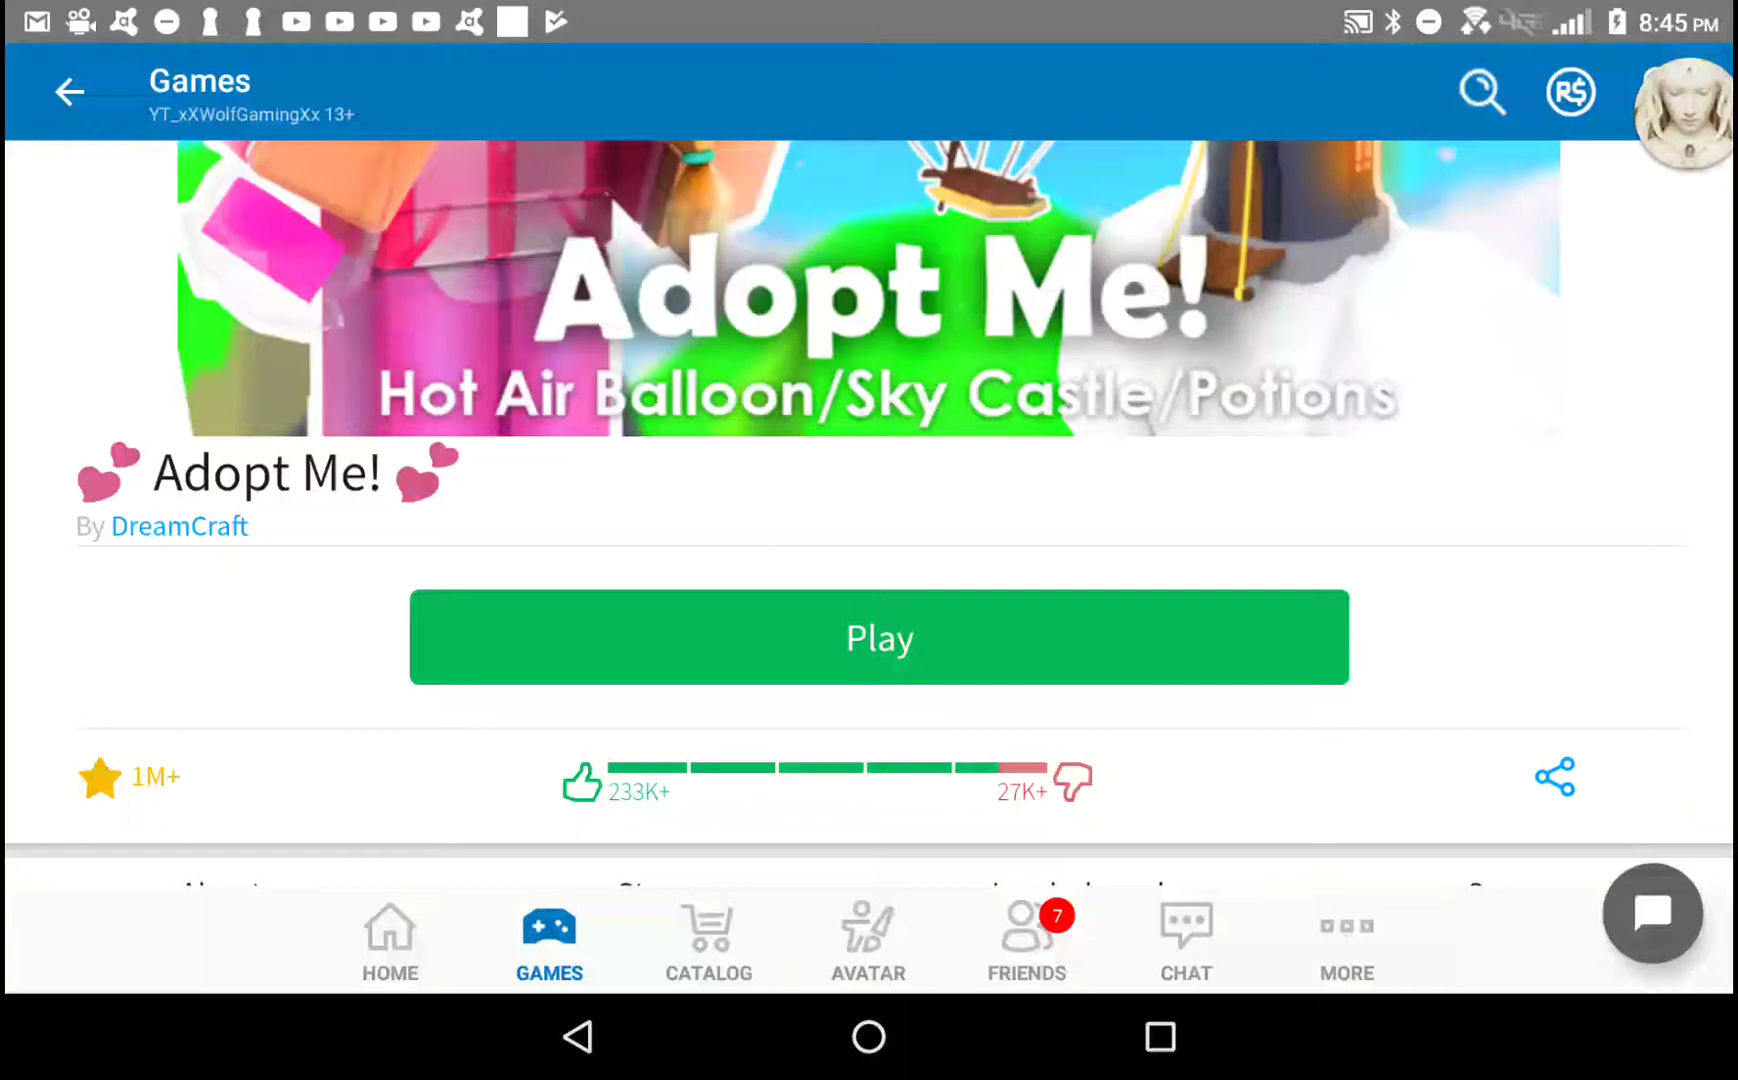 8:45 PM
Games
YT_xXWolfGamingXx 13+
R$
Adopt Me!
Hot Air Balloon/Sky Castle/Potions
💕 Adopt Me! 💕
By DreamCraft
Play
1M+
233K+
27K+
7
HOME
GAMES
CATALOG
AVATAR
FRIENDS
CHAT
MORE